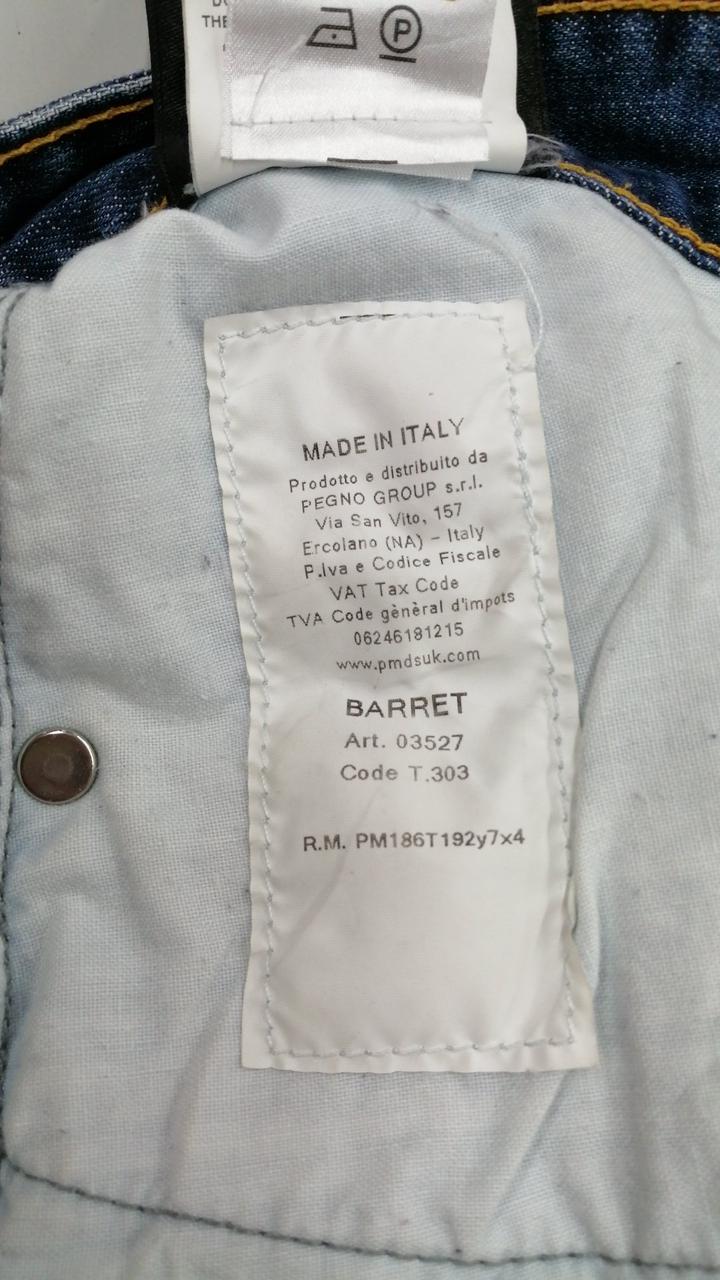 THE
P
MADE IN ITALY
Prodotto e distribuito da
PEGNO GROUP s.r.l.
Via San Vito, 157
Ercolano (NA) – Italy
P.Iva e Codice Fiscale
VAT Tax Code
TVA Code gènèral d'impots
06246181215
www.pmdsuk.com
BARRET
Art. 03527
Code T.303
R.M. PM186T192y7x4